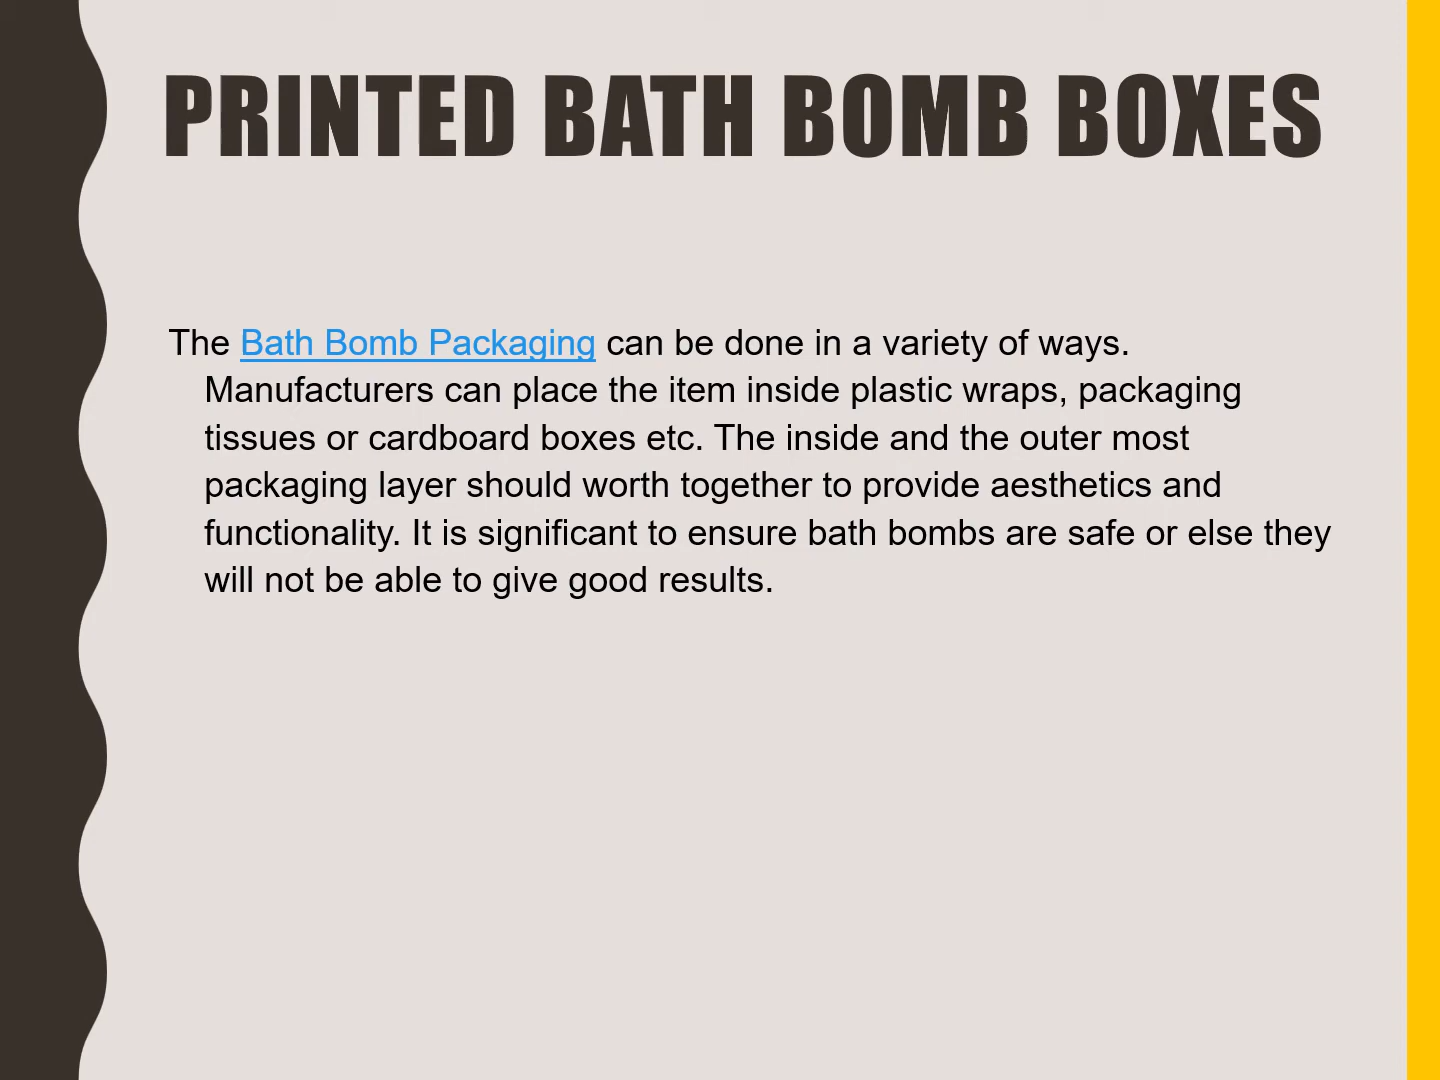 PRINTED BATH BOMB BOXES
The Bath Bomb Packaging can be done in a variety of ways.
Manufacturers can place the item inside plastic wraps, packaging
tissues or cardboard boxes etc. The inside and the outer most
packaging layer should worth together to provide aesthetics and
functionality. It is significant to ensure bath bombs are safe or else they
will not be able to give good results.